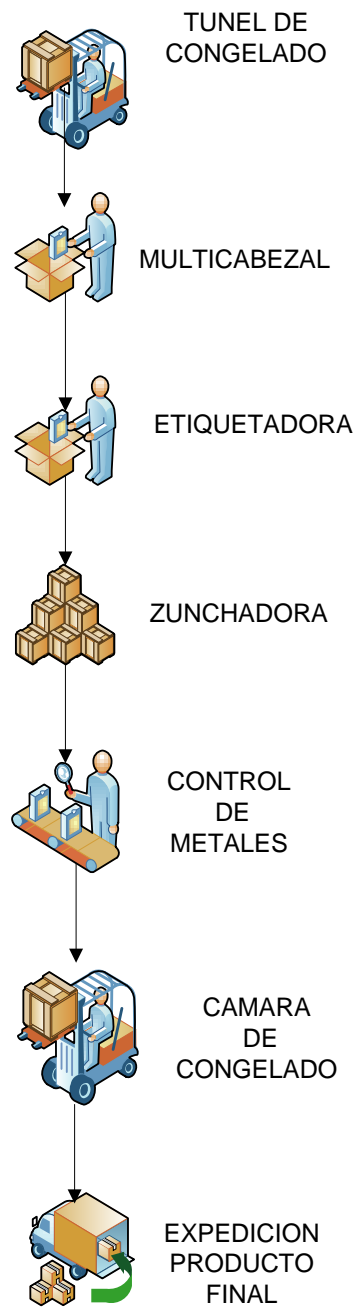 TUNEL DE
CONGELADO
MULTICABEZAL
ETIQUETADORA
ZUNCHADORA
CONTROL
DE
METALES
CAMARA
DE
CONGELADO
EXPEDICION
PRODUCTO
FINAL